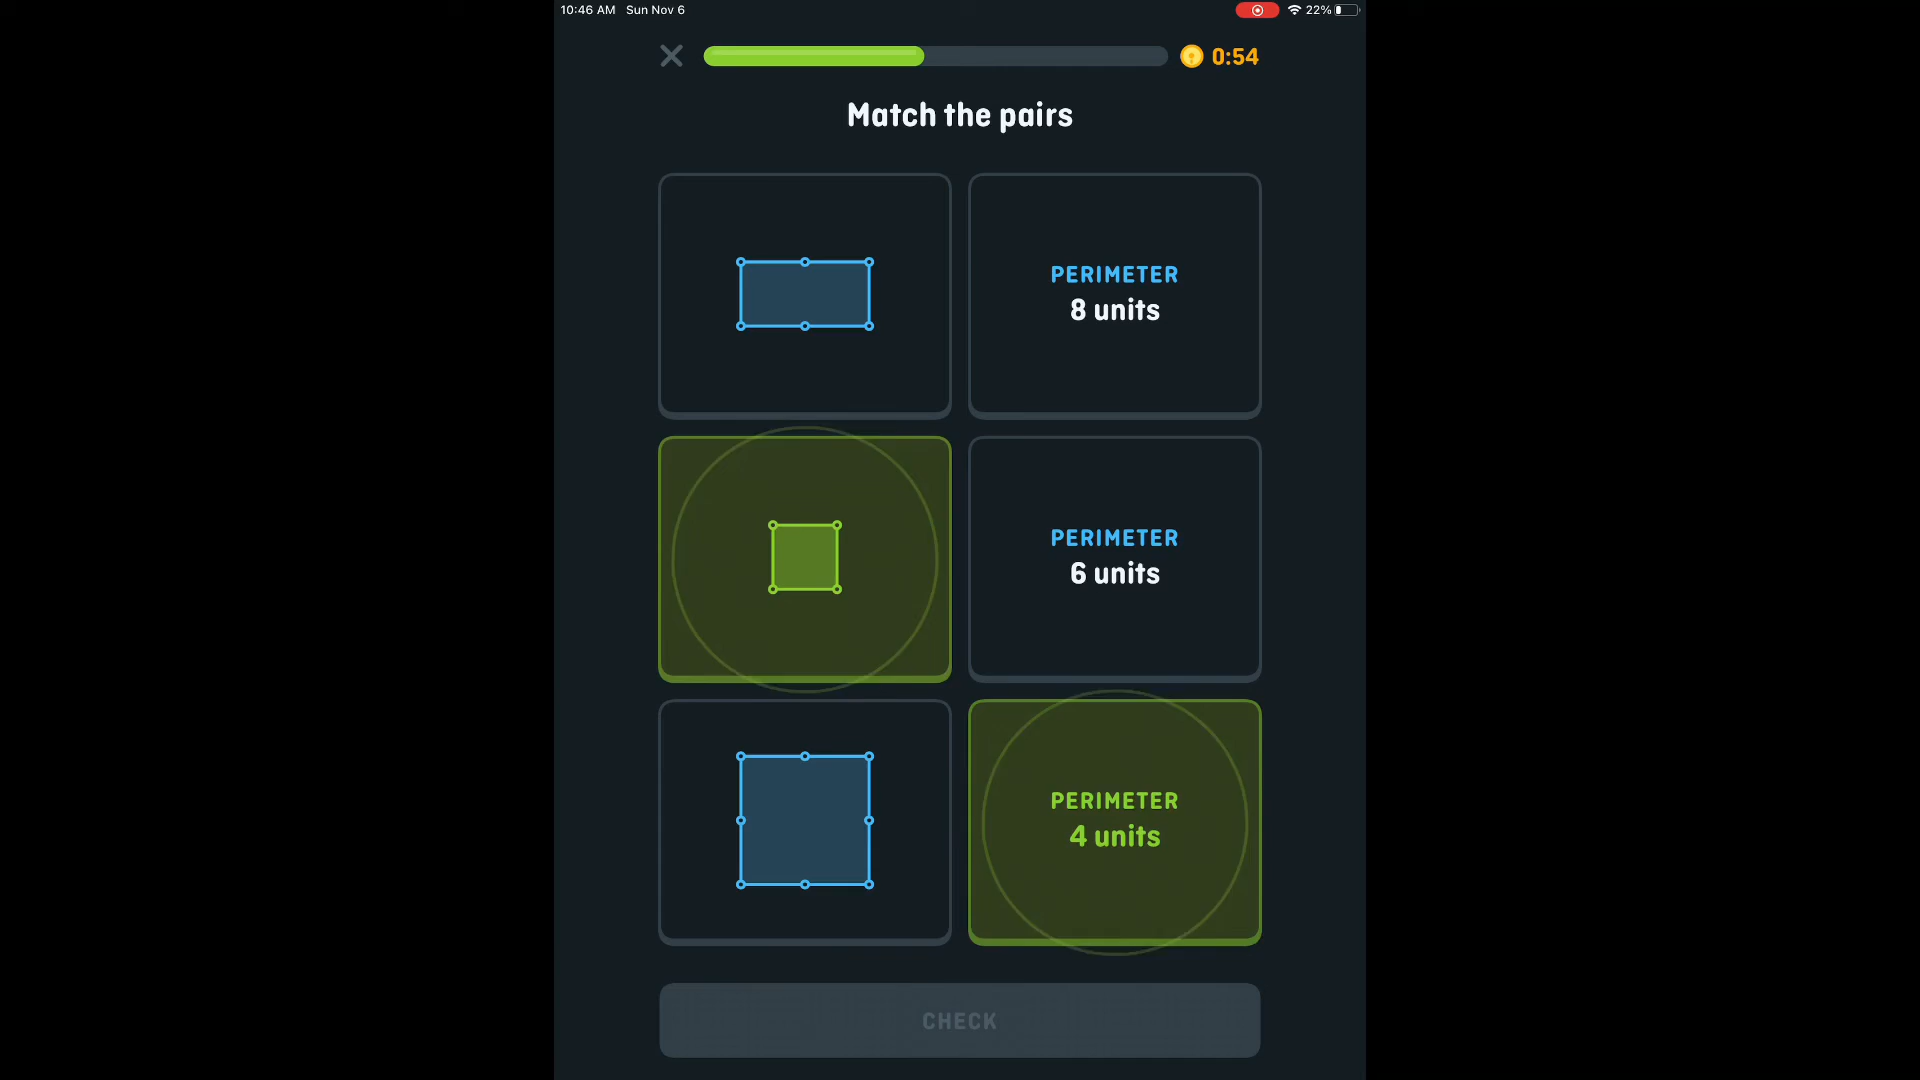 10:46 AM Sun Nov 6
22%
0:54
Match the pairs
PERIMETER
8 units
PERIMETER
6 units
PERIMETER
4 units
CHECK